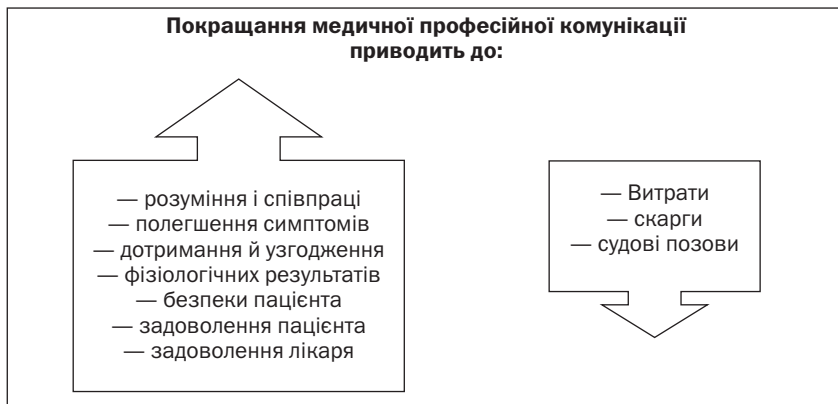 Покращання медичної професійної комунікації
приводить до:
— розуміння і співпраці
— полегшення симптомів
— дотримання й узгодження
— фізіологічних результатів
— безпеки пацієнта
— задоволення пацієнта
— задоволення лікаря
— Витрати
— скарги
— судові позови